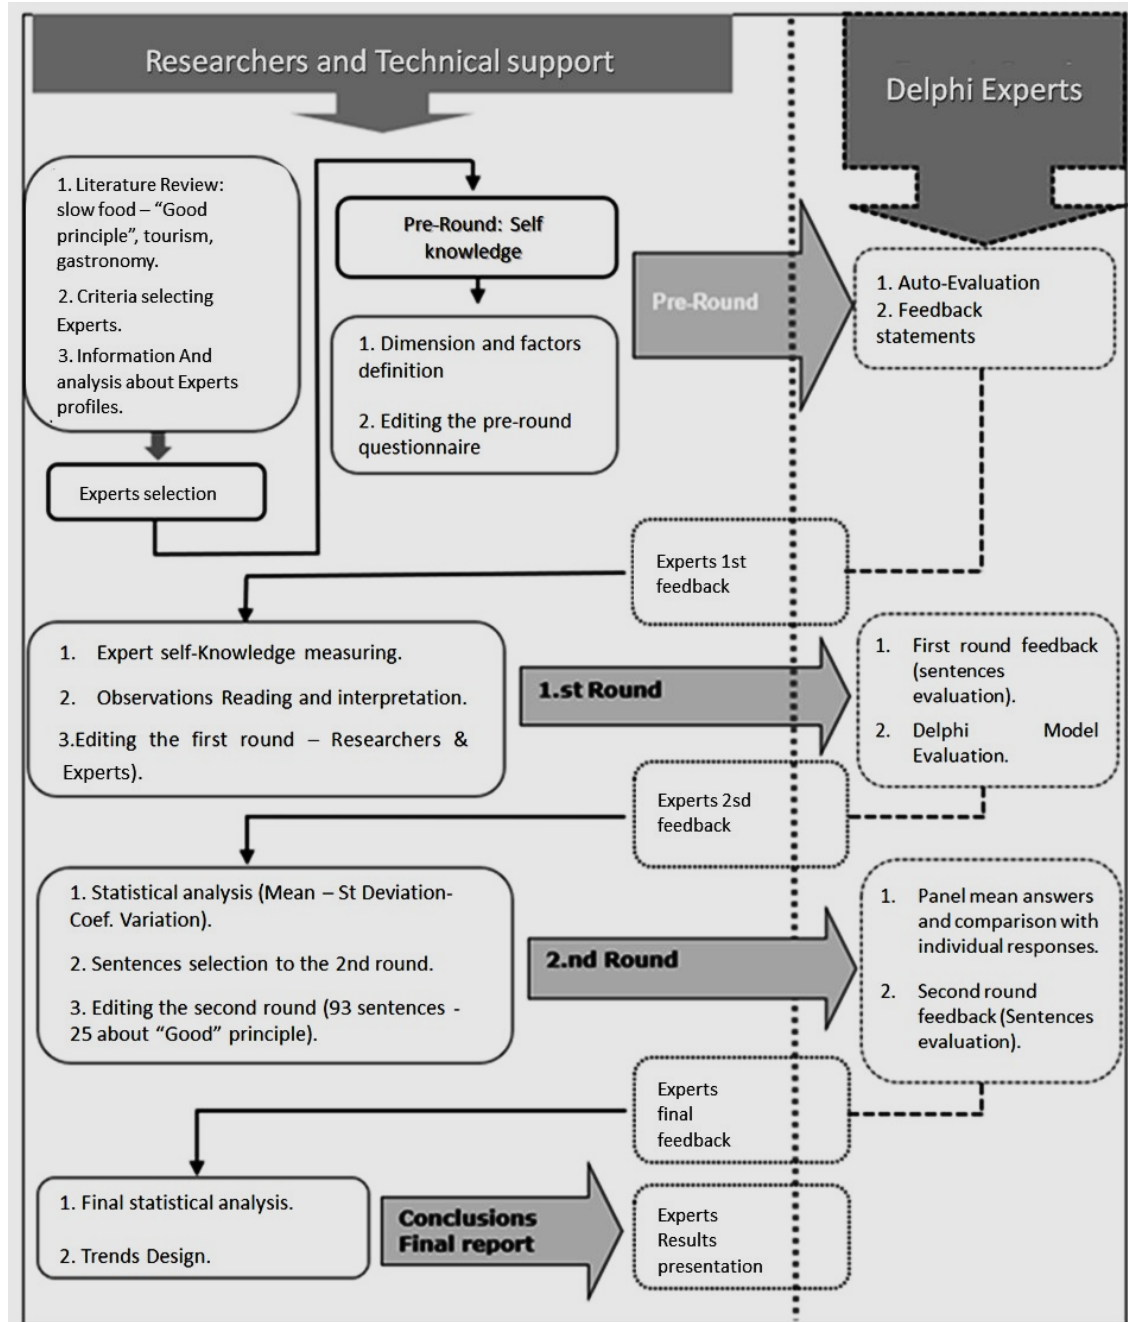 Researchers and Technical support
Delphi Experts
1. Literature Review:
slow food – “Good
principle”, tourism,
gastronomy.
2. Criteria selecting
Experts.
3. Information And
analysis about Experts
profiles.
Experts selection
Pre-Round: Self
knowledge
1. Dimension and factors
definition
2. Editing the pre-round
questionnaire
Pre-Round
1. Auto-Evaluation
2. Feedback
statements
Experts 1st
feedback
1. Expert self-Knowledge measuring.
2. Observations Reading and interpretation.
3.Editing the first round – Researchers &
Experts).
1.st Round
1. First round feedback
(sentences
evaluation).
2. Delphi Model
Evaluation.
Experts 2sd
feedback
1. Statistical analysis (Mean – St Deviation-
Coef. Variation).
2. Sentences selection to the 2nd round.
3. Editing the second round (93 sentences -
25 about “Good” principle).
2.nd Round
1. Panel mean answers
and comparison with
individual responses.
2. Second round
feedback (Sentences
evaluation).
Experts
final
feedback
1. Final statistical analysis.
2. Trends Design.
Conclusions
Final report
Experts
Results
presentation